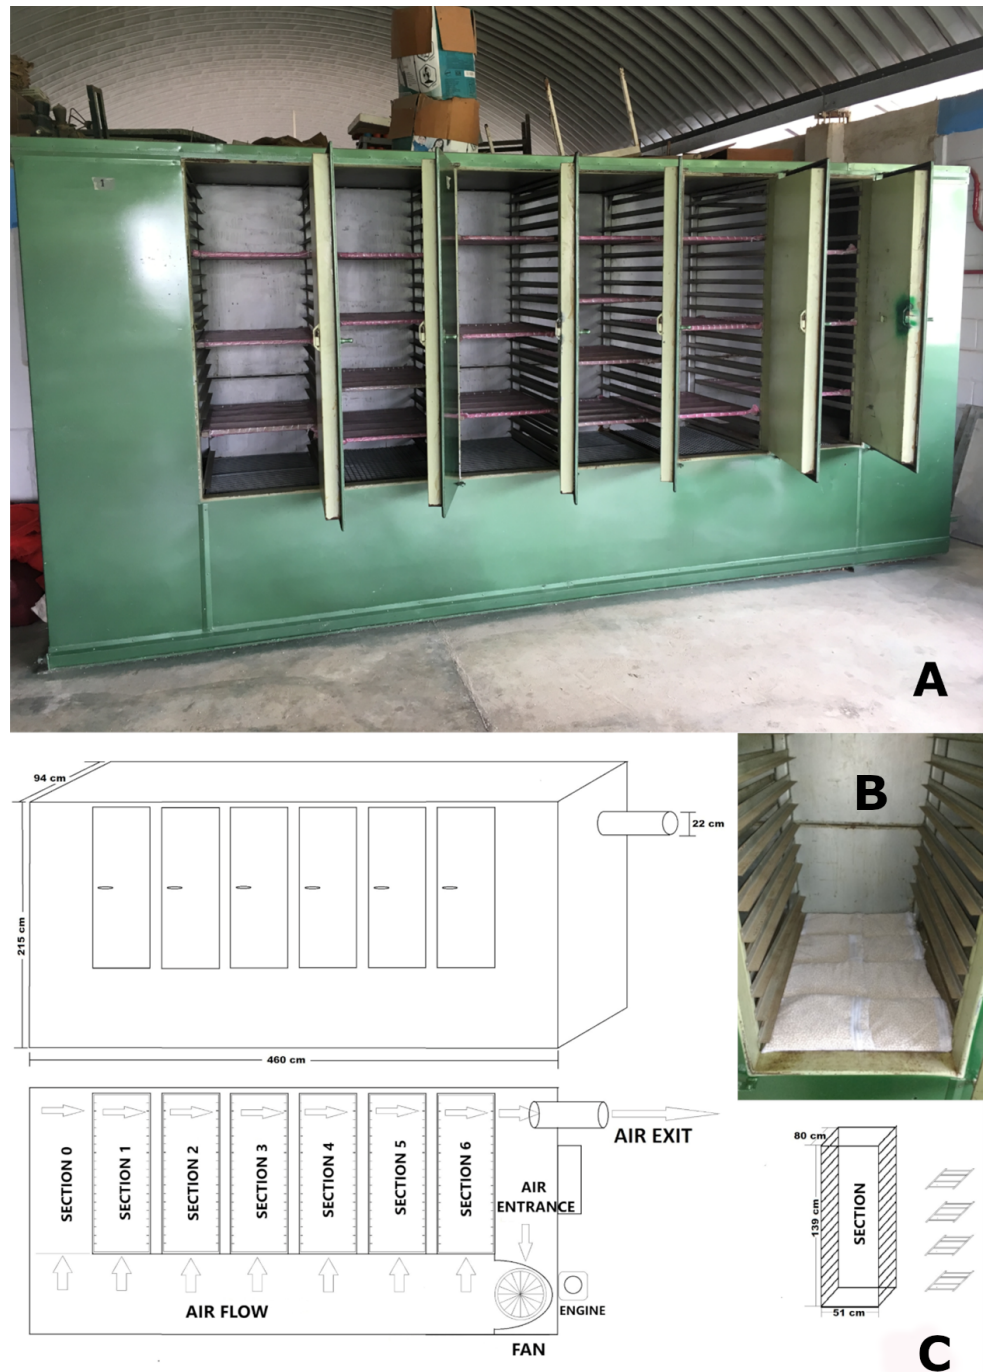 A
B
94 cm
22 cm
215 cm
460 cm
SECTION 0
SECTION 1
SECTION 2
SECTION 3
SECTION 4
SECTION 5
SECTION 6
AIR EXIT
AIR
ENTRANCE
AIR FLOW
ENGINE
FAN
80 cm
139 cm
SECTION
51 cm
C